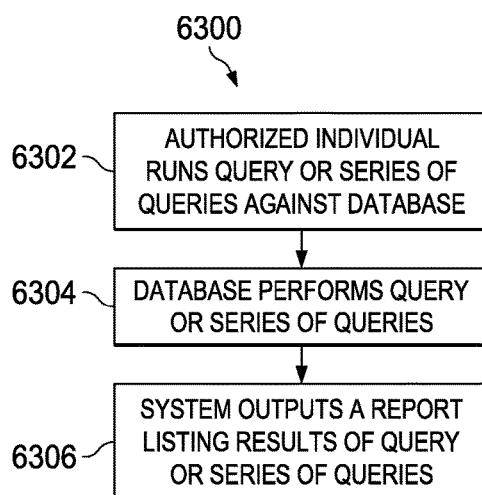 6300
6302
AUTHORIZED INDIVIDUAL
RUNS QUERY OR SERIES OF
QUERIES AGAINST DATABASE
6304
DATABASE PERFORMS QUERY
OR SERIES OF QUERIES
6306
SYSTEM OUTPUTS A REPORT
LISTING RESULTS OF QUERY
OR SERIES OF QUERIES